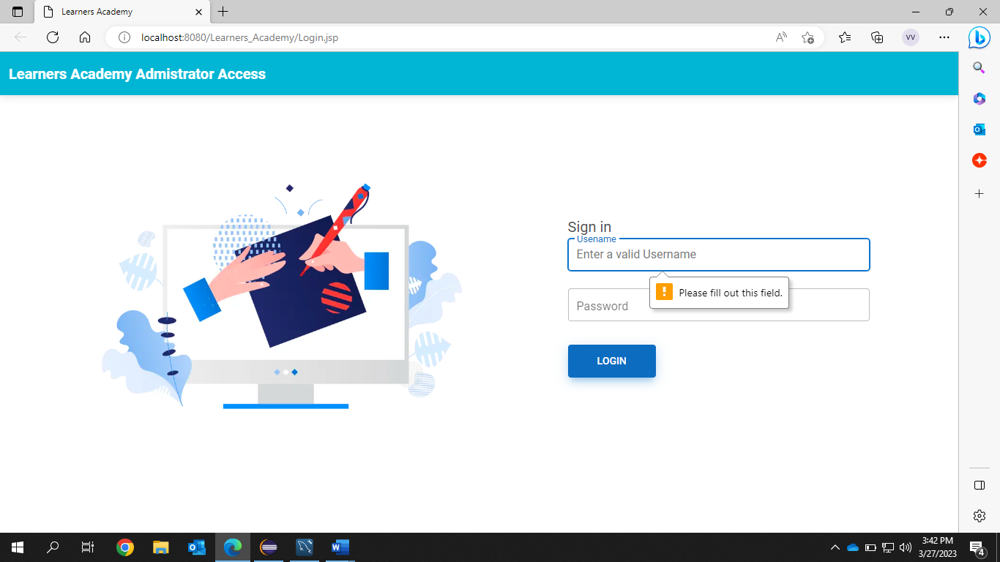 Learners Academy
localhost:8080/Learners_Academy/Login.jsp
A
VV
Learners Academy Admistrator Access
Sign in
Usename
Enter a valid Username
Please fill out this field.
Password
LOGIN
3:42 PM
3/27/2023
4